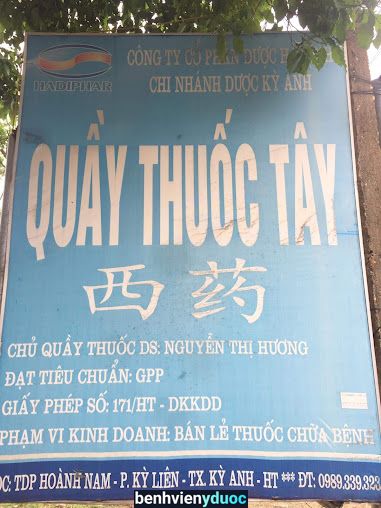 HADIPHAR
CÔNG TY CỔ PHẦN DƯỢC
CHI NHÁNH DƯỢC KỲ ANH
QUẦY THUỐC TÂY
西药
CHỦ QUẦY THUỐC DS: NGUYỄN THỊ HƯƠNG
ĐẠT TIÊU CHUẨN: GPP
GIẤY PHÉP SỐ: 171/HT - DKKDD
PHẠM VI KINH DOANH: BÁN LẺ THUỐC CHỮA BỆNH
TDP HOÀNH NAM - P. KỲ LIÊN - TX. KỲ ANH - HT *** ĐT: 0989.339.323
benhvienyduoc